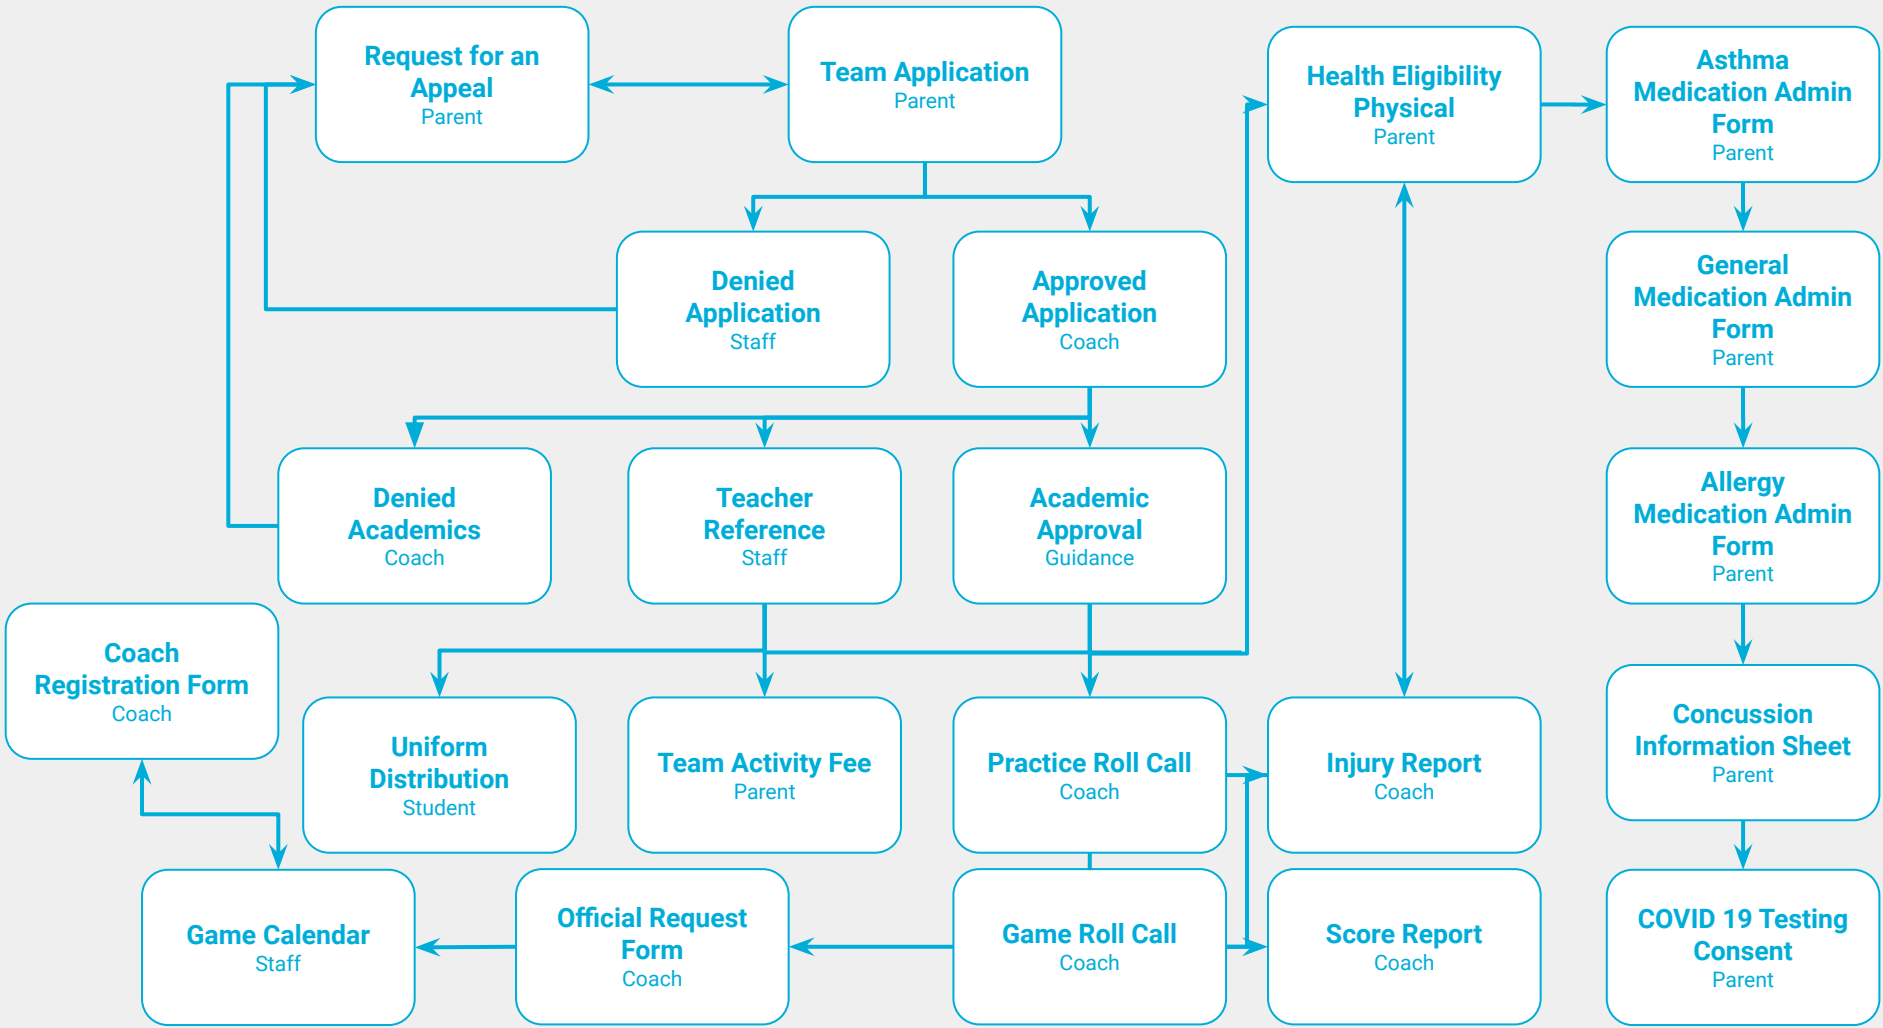 Request for an
Appeal
Parent
Team Application
Parent
Health Eligibility
Physical
Parent
Asthma
Medication Admin
Form
Parent
Denied
Application
Staff
Approved
Application
Coach
General
Medication Admin
Form
Parent
Denied
Academics
Coach
Teacher
Reference
Staff
Academic
Approval
Guidance
Allergy
Medication Admin
Form
Parent
Coach
Registration Form
Coach
Uniform
Distribution
Student
Team Activity Fee
Parent
Practice Roll Call
Coach
Injury Report
Coach
Concussion
Information Sheet
Parent
Game Calendar
Staff
Official Request
Form
Coach
Game Roll Call
Coach
Score Report
Coach
COVID 19 Testing
Consent
Parent